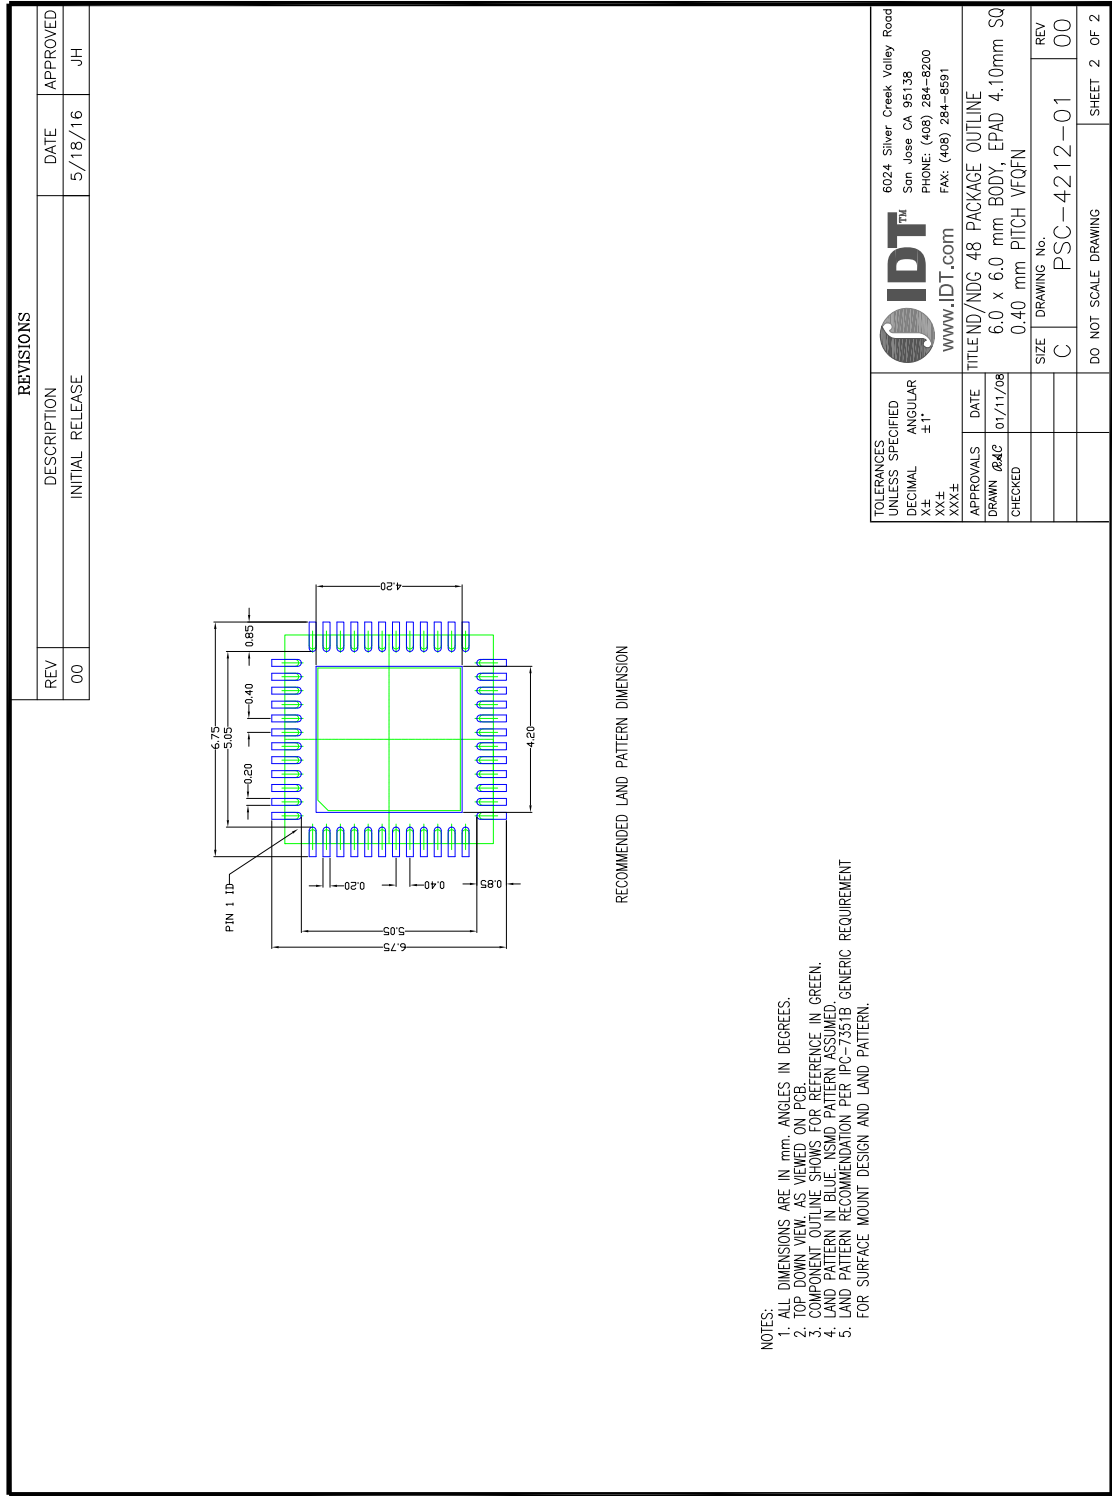 REVISIONS
REV DESCRIPTION DATE APPROVED
00 INITIAL RELEASE 5/18/16 JH
PIN 1 ID
6.75
5.05
0.20
0.40
0.85
4.20
4.20
0.20
0.40
0.85
5.05
6.75
RECOMMENDED LAND PATTERN DIMENSION
NOTES:
1. ALL DIMENSIONS ARE IN mm. ANGLES IN DEGREES.
2. TOP DOWN VIEW. AS VIEWED ON PCB.
3. COMPONENT OUTLINE SHOWS FOR REFERENCE IN GREEN.
4. LAND PATTERN IN BLUE. NSMD PATTERN ASSUMED.
5. LAND PATTERN RECOMMENDATION PER IPC-7351B GENERIC REQUIREMENT
FOR SURFACE MOUNT DESIGN AND LAND PATTERN.
TOLERANCES
UNLESS SPECIFIED
DECIMAL ANGULAR
X± ±1°
XX±
XXX±
APPROVALS DATE
DRAWN RAC 01/11/08
CHECKED
IDT™
www.IDT.com
6024 Silver Creek Valley Road
San Jose CA 95138
PHONE: (408) 284-8200
FAX: (408) 284-8591
TITLE ND/NDG 48 PACKAGE OUTLINE
6.0 x 6.0 mm BODY, EPAD 4.10mm SQ
0.40 mm PITCH VFQFN
SIZE DRAWING No. REV
C PSC-4212-01 00
DO NOT SCALE DRAWING SHEET 2 OF 2